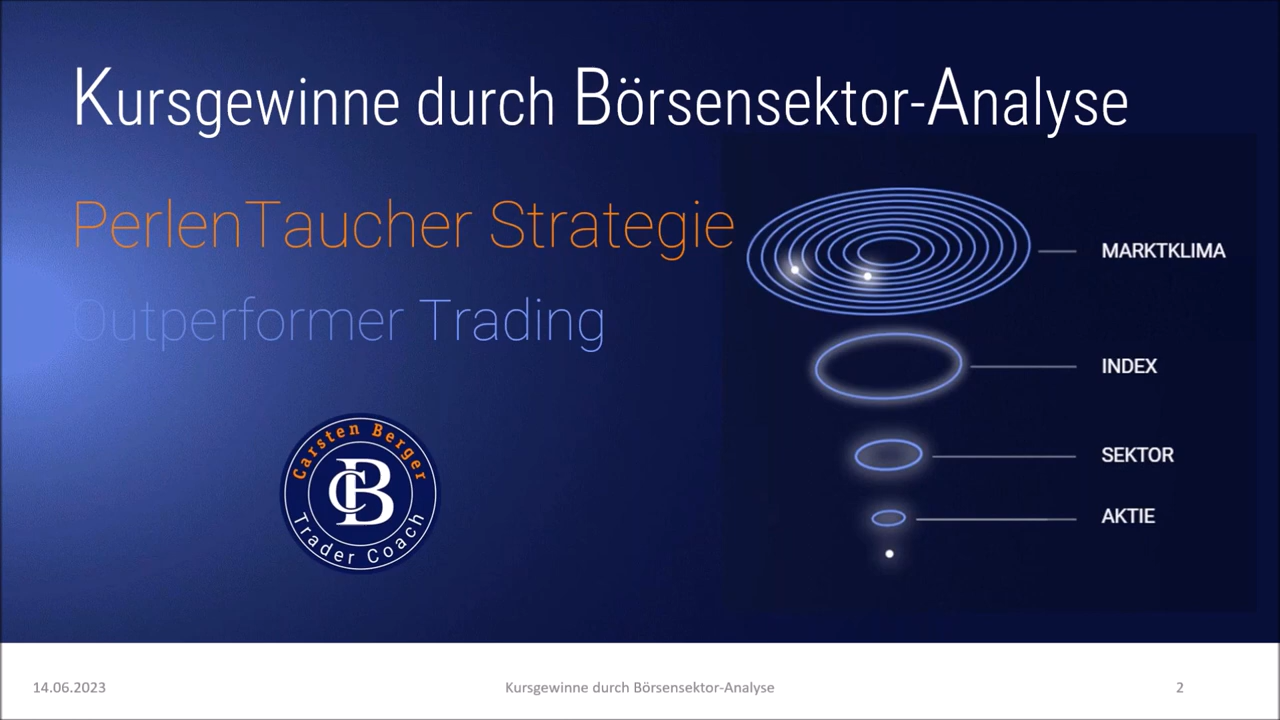 Kursgewinne durch Börsensektor-Analyse
PerlenTaucher Strategie
Outperformer Trading
MARKTKLIMA
INDEX
SEKTOR
AKTIE
Carsten Berger
CB
Trader Coach
14.06.2023
Kursgewinne durch Börsensektor-Analyse
2